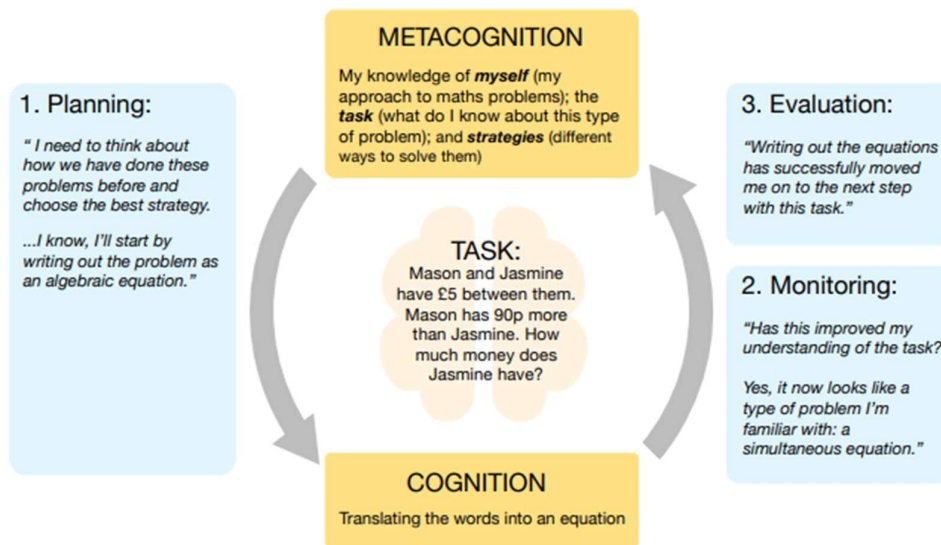 METACOGNITION
My knowledge of myself (my
approach to maths problems); the
task (what do I know about this type
of problem); and strategies (different
ways to solve them)
1. Planning:
“ I need to think about
how we have done these
problems before and
choose the best strategy.
...I know, I’ll start by
writing out the problem as
an algebraic equation.”
TASK:
Mason and Jasmine
have £5 between them.
Mason has 90p more
than Jasmine. How
much money does
Jasmine have?
3. Evaluation:
“Writing out the equations
has successfully moved
me on to the next step
with this task.”
2. Monitoring:
“Has this improved my
understanding of the task?
Yes, it now looks like a
type of problem I’m
familiar with: a
simultaneous equation.”
COGNITION
Translating the words into an equation